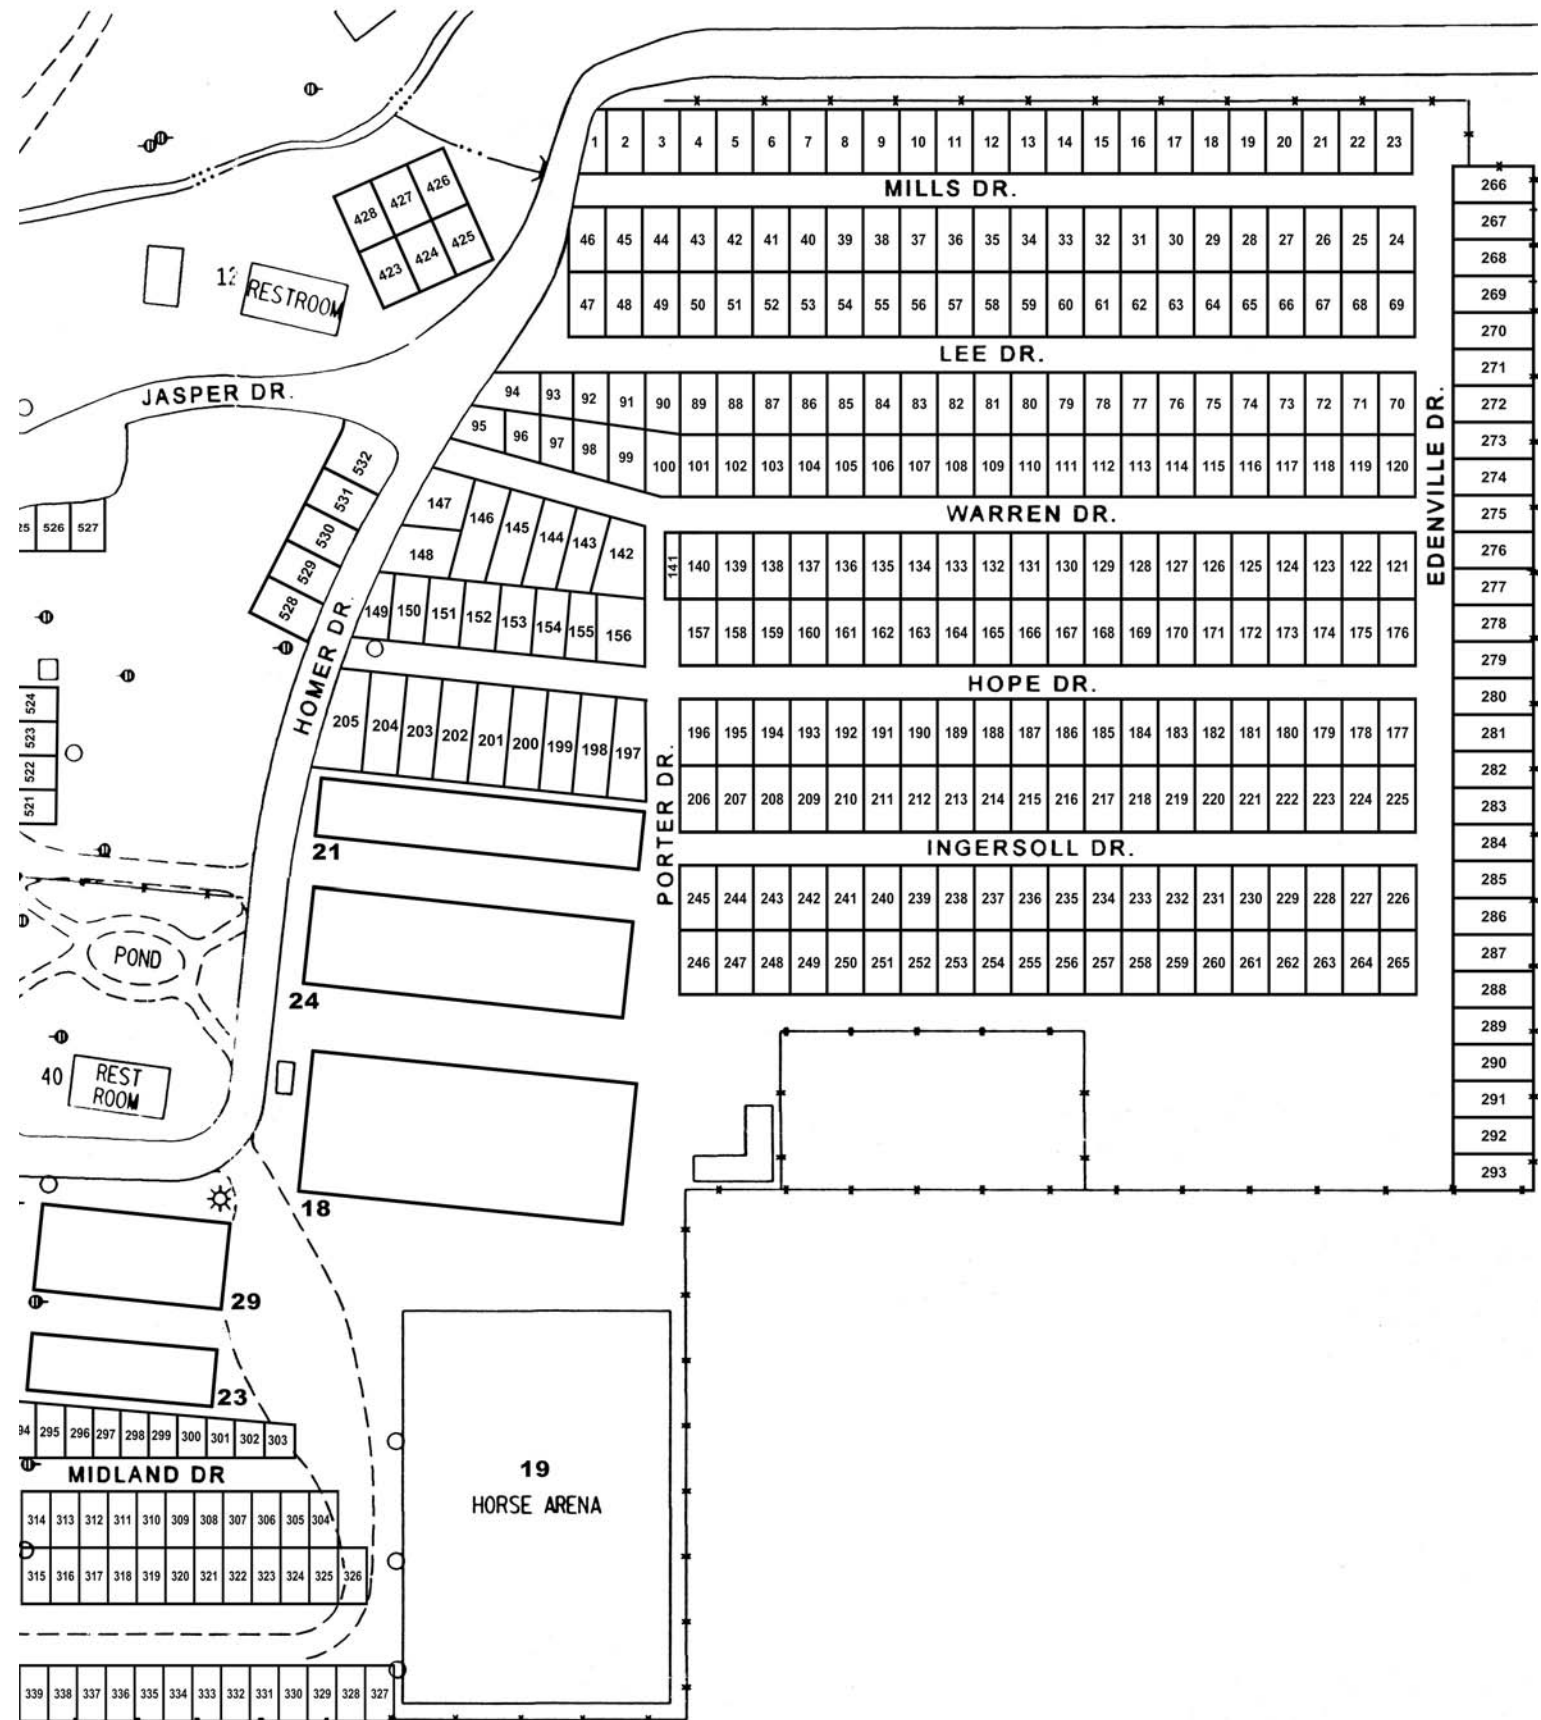 1 2 3 4 5 6 7 8 9 10 11 12 13 14 15 16 17 18 19 20 21 22 23
MILLS DR.
46 45 44 43 42 41 40 39 38 37 36 35 34 33 32 31 30 29 28 27 26 25 24
47 48 49 50 51 52 53 54 55 56 57 58 59 60 61 62 63 64 65 66 67 68 69
LEE DR.
94 93 92 91 90 89 88 87 86 85 84 83 82 81 80 79 78 77 76 75 74 73 72 71 70
95 96 97 98 99 100 101 102 103 104 105 106 107 108 109 110 111 112 113 114 115 116 117 118 119 120
WARREN DR.
147 146 145 144 143 142
148
141 140 139 138 137 136 135 134 133 132 131 130 129 128 127 126 125 124 123 122 121
149 150 151 152 153 154 155 156
157 158 159 160 161 162 163 164 165 166 167 168 169 170 171 172 173 174 175 176
HOPE DR.
205 204 203 202 201 200 199 198 197
196 195 194 193 192 191 190 189 188 187 186 185 184 183 182 181 180 179 178 177
206 207 208 209 210 211 212 213 214 215 216 217 218 219 220 221 222 223 224 225
INGERSOLL DR.
245 244 243 242 241 240 239 238 237 236 235 234 233 232 231 230 229 228 227 226
246 247 248 249 250 251 252 253 254 255 256 257 258 259 260 261 262 263 264 265
PORTER DR.
EDENVILLE DR.
266
267
268
269
270
271
272
273
274
275
276
277
278
279
280
281
282
283
284
285
286
287
288
289
290
291
292
293
428 427 426
423 424 425
12 RESTROOM
JASPER DR.
532
531
530
529
528
HOMER DR.
526 527
524
523
522
521
21
24
18
POND
40 REST
ROOM
29
23
295 296 297 298 299 300 301 302 303
MIDLAND DR
314 313 312 311 310 309 308 307 306 305 304
315 316 317 318 319 320 321 322 323 324 325 326
339 338 337 336 335 334 333 332 331 330 329 328 327
19
HORSE ARENA